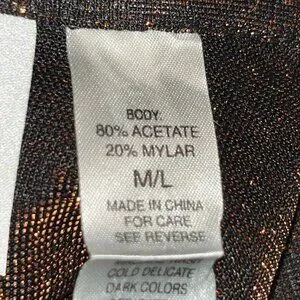 BODY:
80% ACETATE
20% MYLAR
M/L
MADE IN CHINA
FOR CARE
SEE REVERSE
COLD DELICATE
DARK COLORS